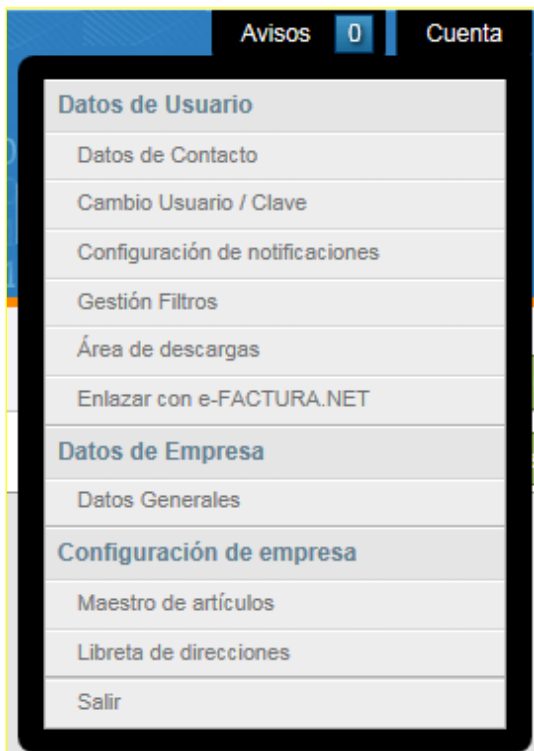 Avisos 0 Cuenta
Datos de Usuario
Datos de Contacto
Cambio Usuario / Clave
Configuración de notificaciones
Gestión Filtros
Área de descargas
Enlazar con e-FACTURA.NET
Datos de Empresa
Datos Generales
Configuración de empresa
Maestro de artículos
Libreta de direcciones
Salir